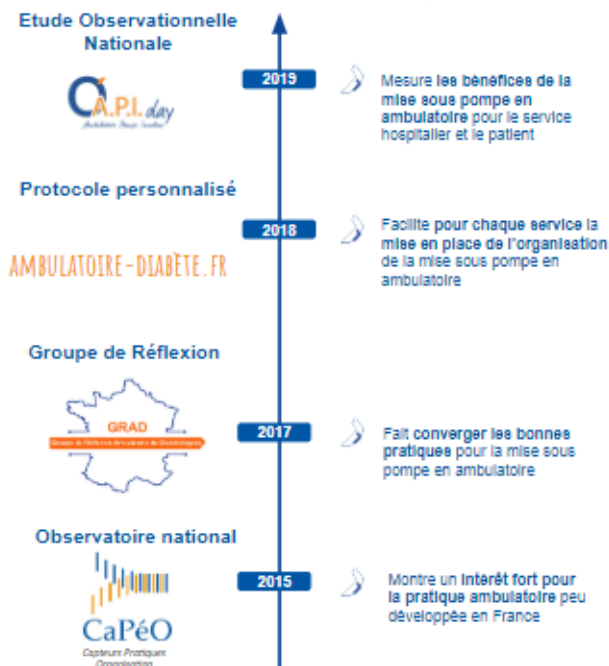 Etude Observationnelle
Nationale
2019
A.P.I.day
Mesure les bénéfices de la
mise sous pompe en
ambulatoire pour le service
hospitalier et le patient
Protocole personnalisé
2018
AMBULATOIRE-DIABÈTE.FR
Facilite pour chaque service la
mise en place de l'organisation
de la mise sous pompe en
ambulatoire
Groupe de Réflexion
GRAD
2017
Fait converger les bonnes
pratiques pour la mise sous
pompe en ambulatoire
Observatoire national
2015
CaPéO
Capteurs Pratiques
Organisation
Montre un intérêt fort pour
la pratique ambulatoire peu
développée en France